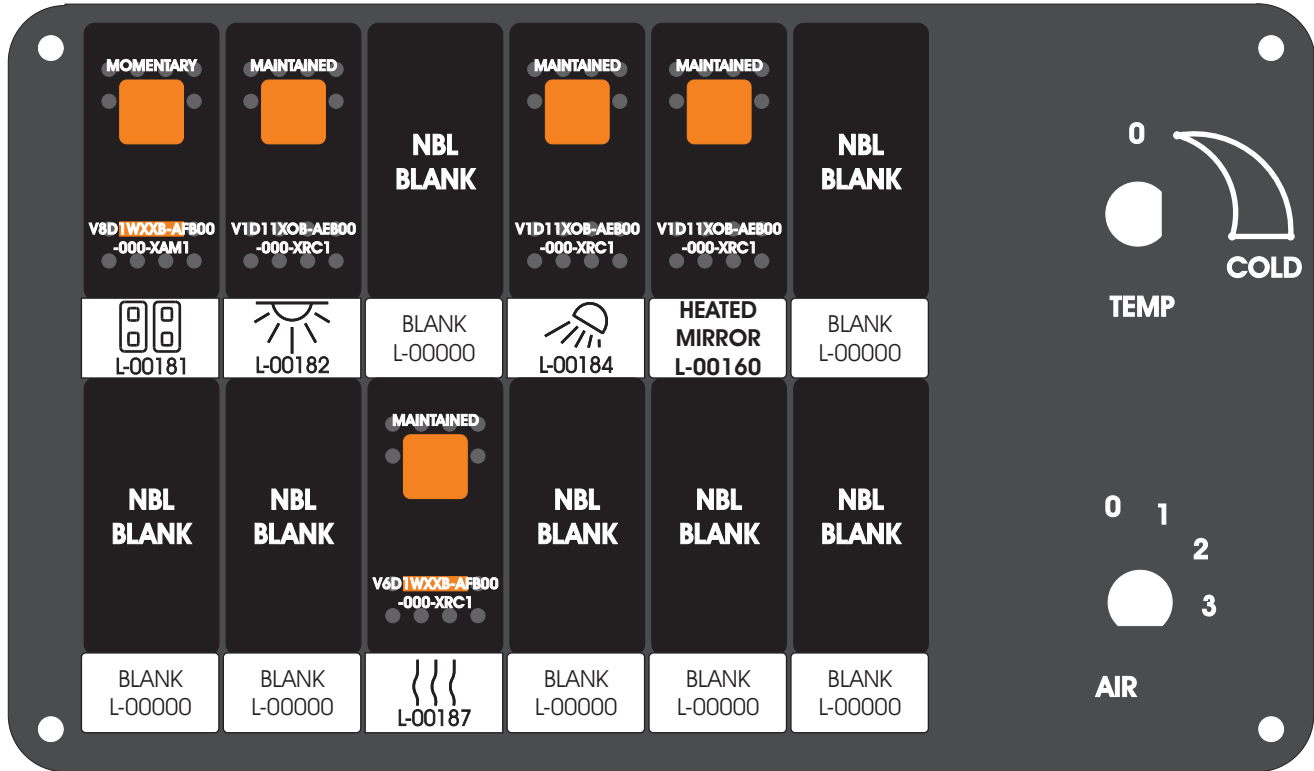 MOMENTARY
V8D1WXXB-AFB00
-000-XAM1
L-00181
MAINTAINED
V1D11XOB-AEB00
-000-XRC1
L-00182
NBL
BLANK
BLANK
L-00000
MAINTAINED
V1D11XOB-AEB00
-000-XRC1
L-00184
MAINTAINED
V1D11XOB-AEB00
-000-XRC1
HEATED
MIRROR
L-00160
NBL
BLANK
BLANK
L-00000
0
COLD
TEMP
NBL
BLANK
BLANK
L-00000
NBL
BLANK
BLANK
L-00000
MAINTAINED
V6D1WXXB-AFB00
-000-XRC1
L-00187
NBL
BLANK
BLANK
L-00000
NBL
BLANK
BLANK
L-00000
NBL
BLANK
BLANK
L-00000
0
1
2
3
AIR